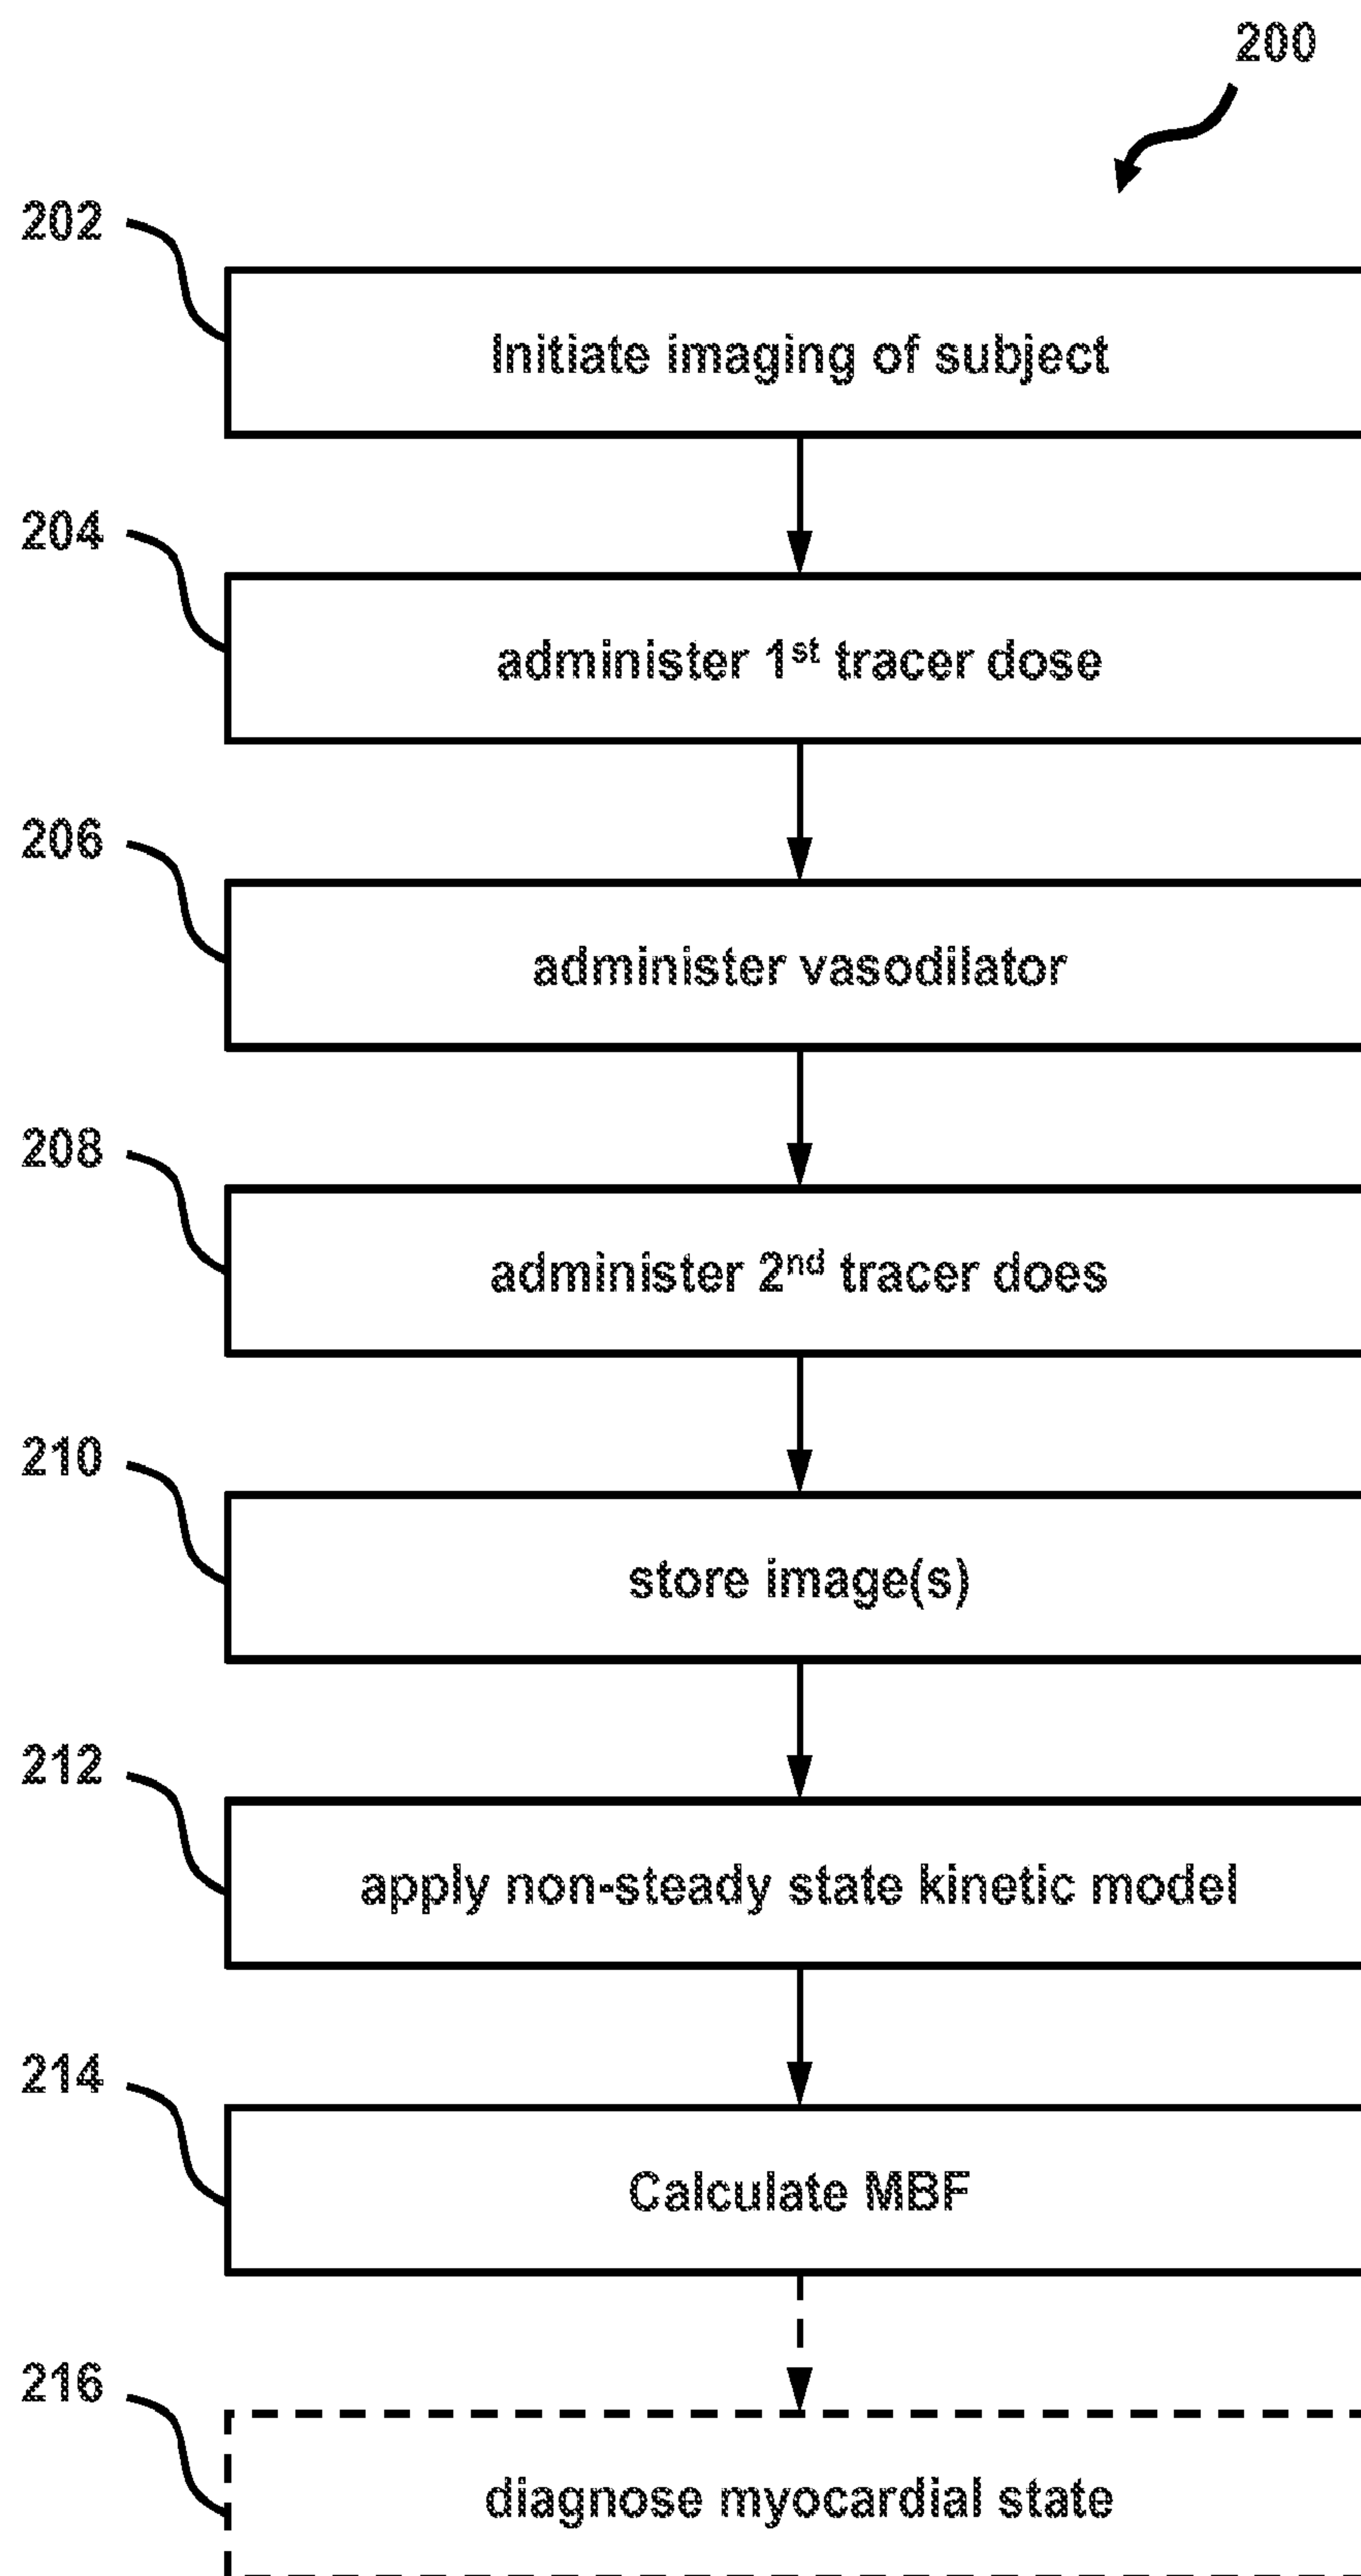 200
202
Initiate imaging of subject
204
administer 1st tracer dose
206
administer vasodilator
208
administer 2nd tracer does
210
store image(s)
212
apply non-steady state kinetic model
214
Calculate MBF
216
diagnose myocardial state